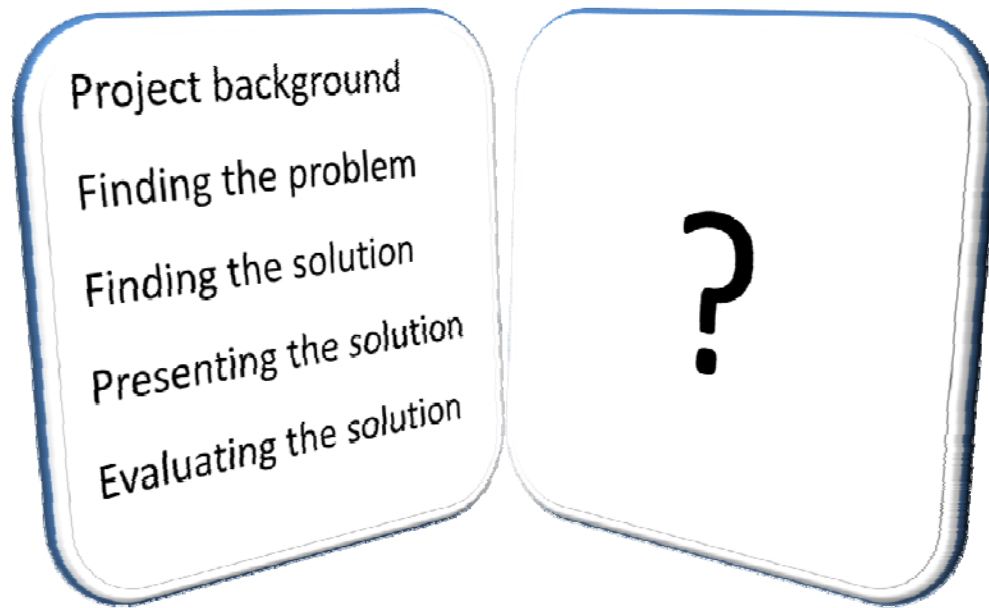 Project background
Finding the problem
Finding the solution
Presenting the solution
Evaluating the solution
?